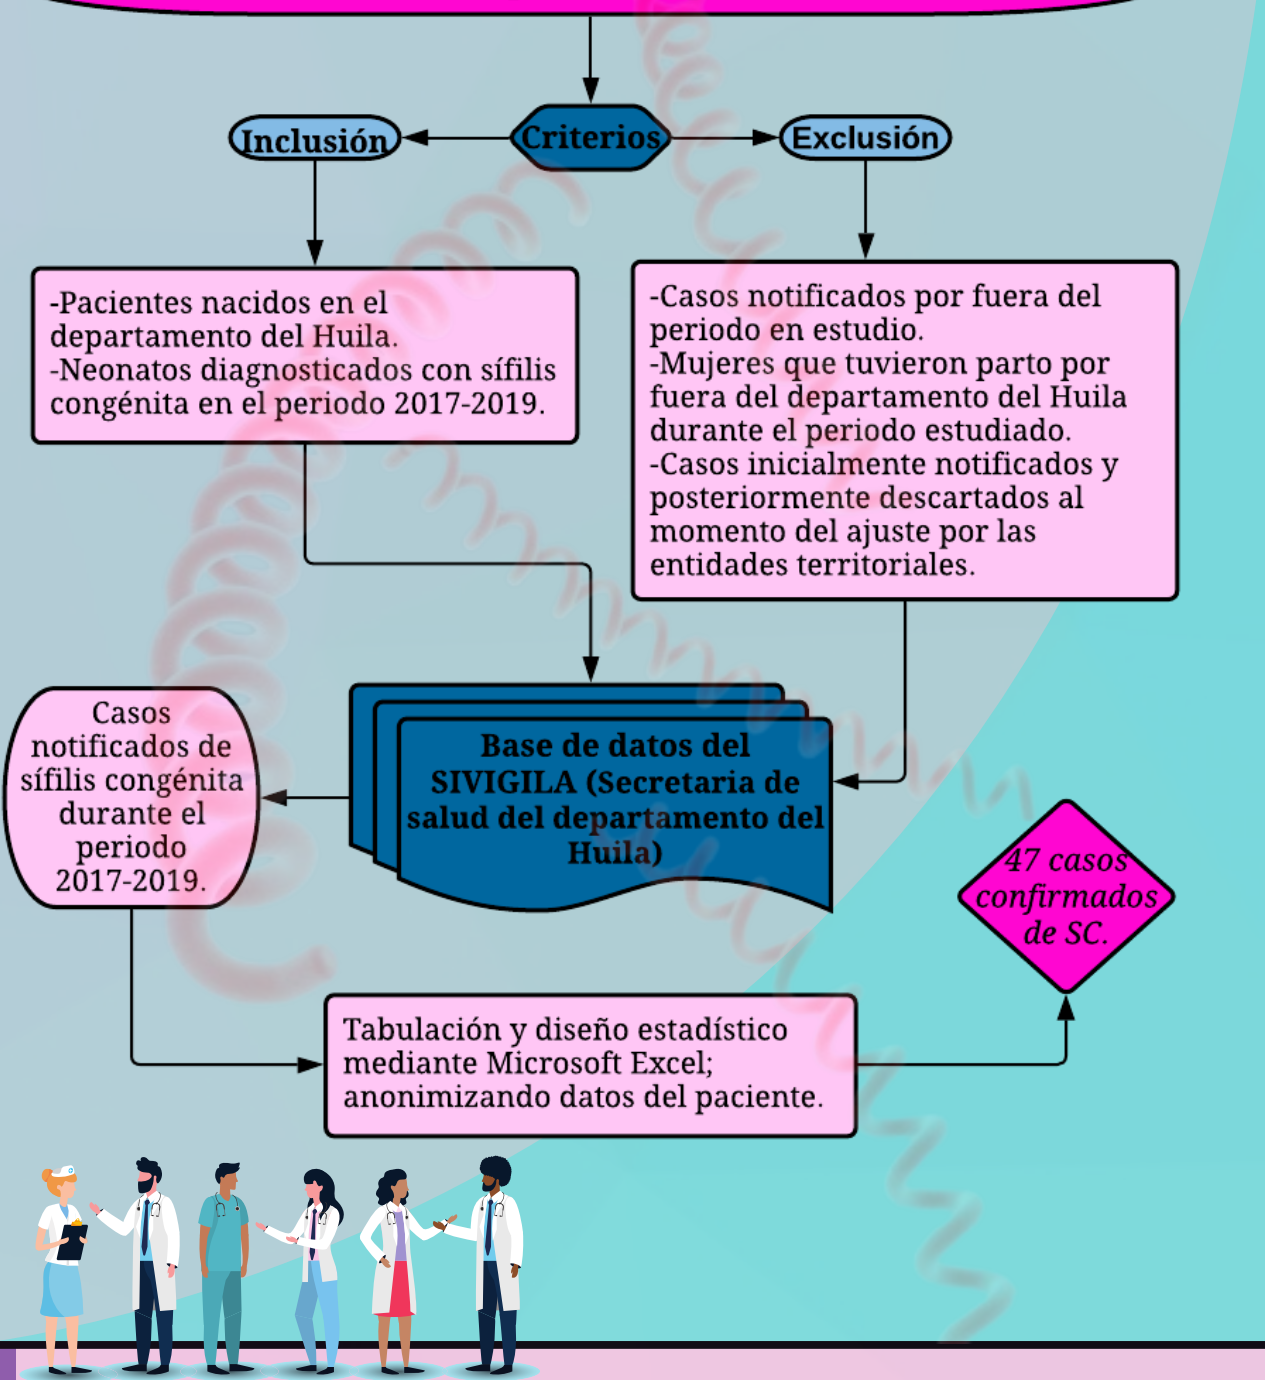 Criterios
Inclusión
Exclusión
-Pacientes nacidos en el
departamento del Huila.
-Neonatos diagnosticados con sífilis
congénita en el periodo 2017-2019.
-Casos notificados por fuera del
periodo en estudio.
-Mujeres que tuvieron parto por
fuera del departamento del Huila
durante el periodo estudiado.
-Casos inicialmente notificados y
posteriormente descartados al
momento del ajuste por las
entidades territoriales.
Base de datos del
SIVIGILA (Secretaria de
salud del departamento del
Huila)
Casos
notificados de
sífilis congénita
durante el
periodo
2017-2019.
Tabulación y diseño estadístico
mediante Microsoft Excel;
anonimizando datos del paciente.
47 casos
confirmados
de SC.